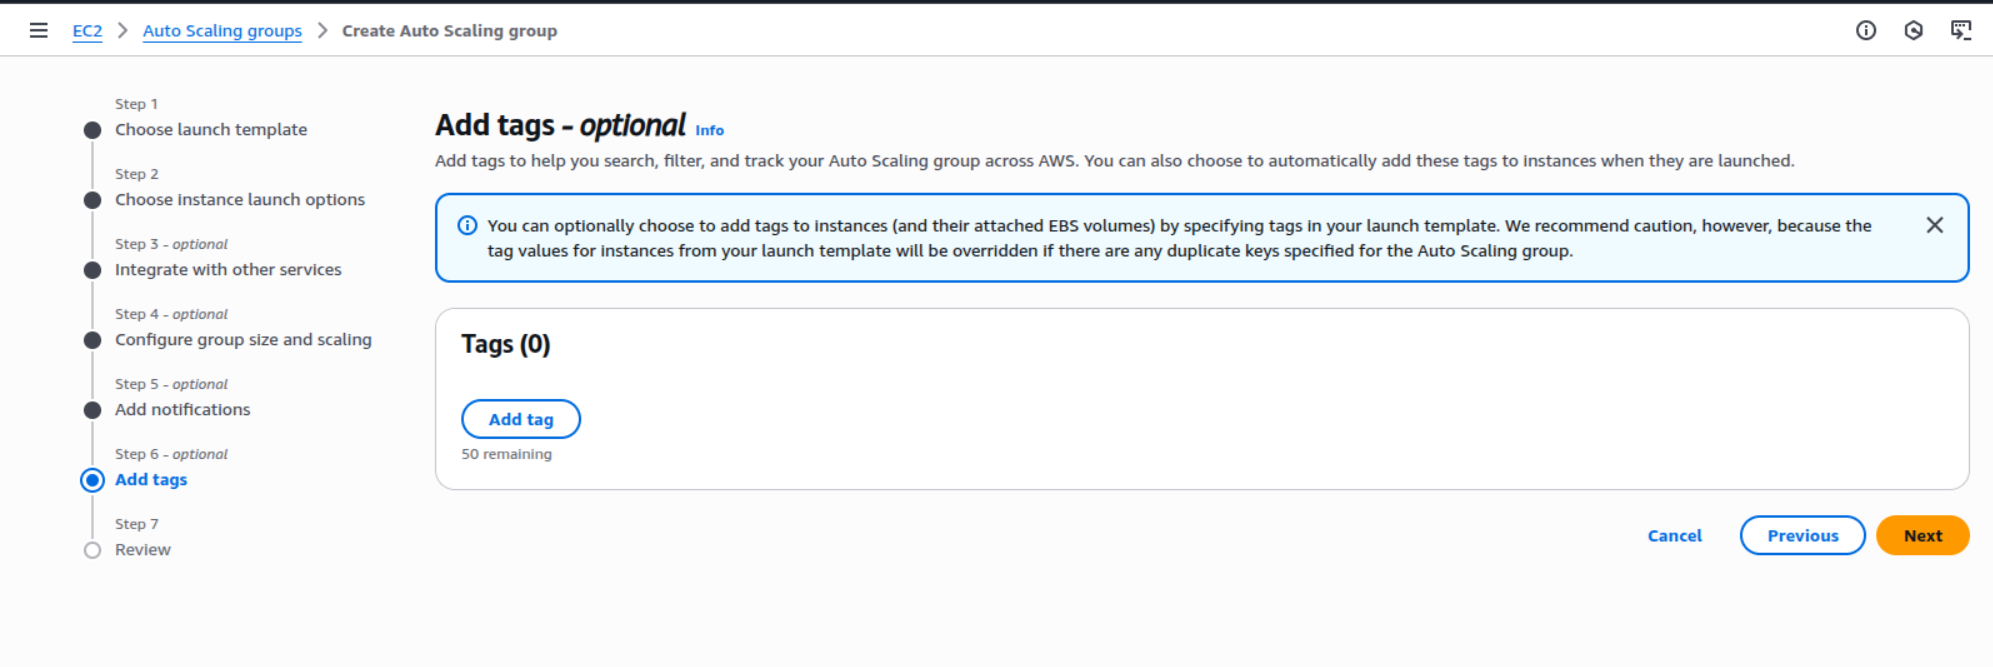 EC2 Auto Scaling groups Create Auto Scaling group
Step 1
Choose launch template
Step 2
Choose instance launch options
Step 3 - optional
Integrate with other services
Step 4 - optional
Configure group size and scaling
Step 5 - optional
Add notifications
Step 6 - optional
Add tags
Step 7
Review
Add tags - optional Info
Add tags to help you search, filter, and track your Auto Scaling group across AWS. You can also choose to automatically add these tags to instances when they are launched.
You can optionally choose to add tags to instances (and their attached EBS volumes) by specifying tags in your launch template. We recommend caution, however, because the
tag values for instances from your launch template will be overridden if there are any duplicate keys specified for the Auto Scaling group.
Tags (0)
Add tag
50 remaining
Cancel Previous Next